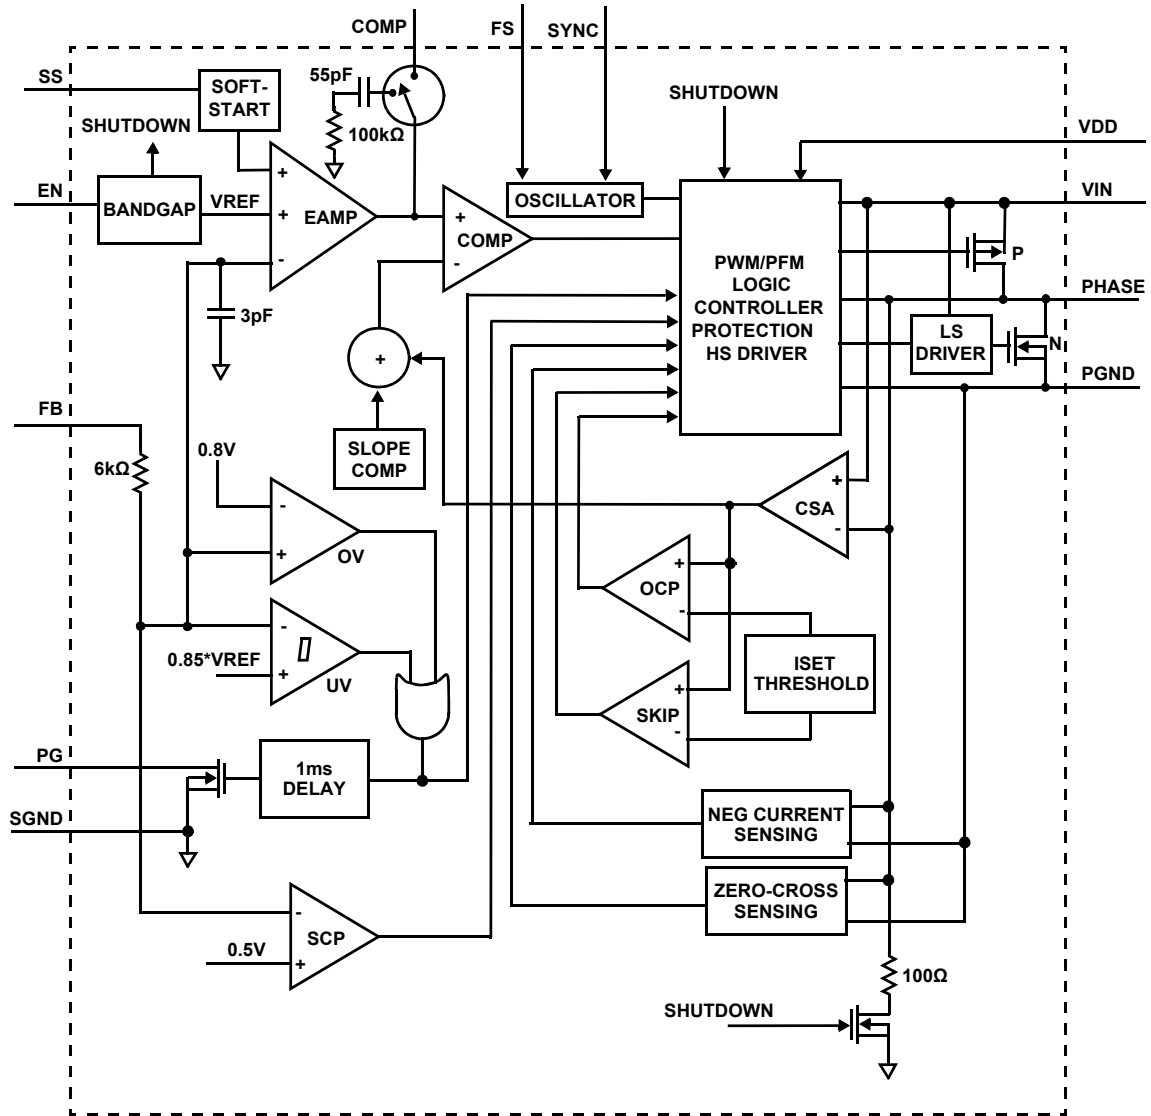 COMP
FS
SYNC
SS
SOFT-
START
55pF
100kΩ
SHUTDOWN
SHUTDOWN
VDD
EN
BANDGAP
VREF
+
+
-
EAMP
+
-
COMP
OSCILLATOR
VIN
P
PWM/PFM
LOGIC
CONTROLLER
PROTECTION
HS DRIVER
PHASE
3pF
+
LS
DRIVER
N
PGND
FB
SLOPE
COMP
6kΩ
0.8V
-
+
OV
+
-
CSA
+
-
OCP
-
+
UV
0.85*VREF
ISET
THRESHOLD
+
-
SKIP
PG
1ms
DELAY
SGND
NEG CURRENT
SENSING
ZERO-CROSS
SENSING
-
+
SCP
0.5V
100Ω
SHUTDOWN